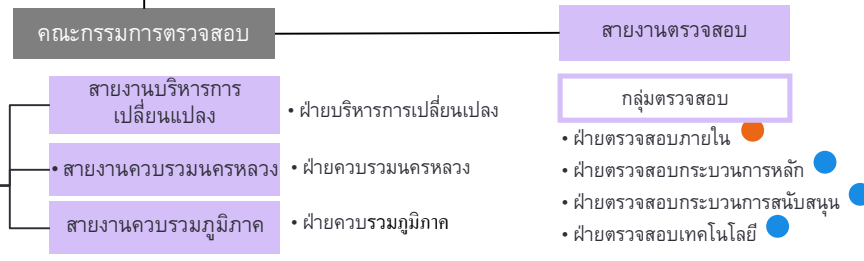 คณะกรรมการตรวจสอบ
สายงานตรวจสอบ
สายงานบริหารการ
เปลี่ยนแปลง
• ฝ่ายบริหารการเปลี่ยนเปลง
• สายงานควบรวมนครหลวง
• ฝ่ายควบรวมนครหลวง
สายงานควบรวมภูมิภาค
• ฝ่ายควบรวมภูมิภาค
กลุ่มตรวจสอบ
• ฝ่ายตรวจสอบภายใน
• ฝ่ายตรวจสอบกระบวนการหลัก
• ฝ่ายตรวจสอบกระบวนการสนับสนุน
• ฝ่ายตรวจสอบเทคโนโลยี